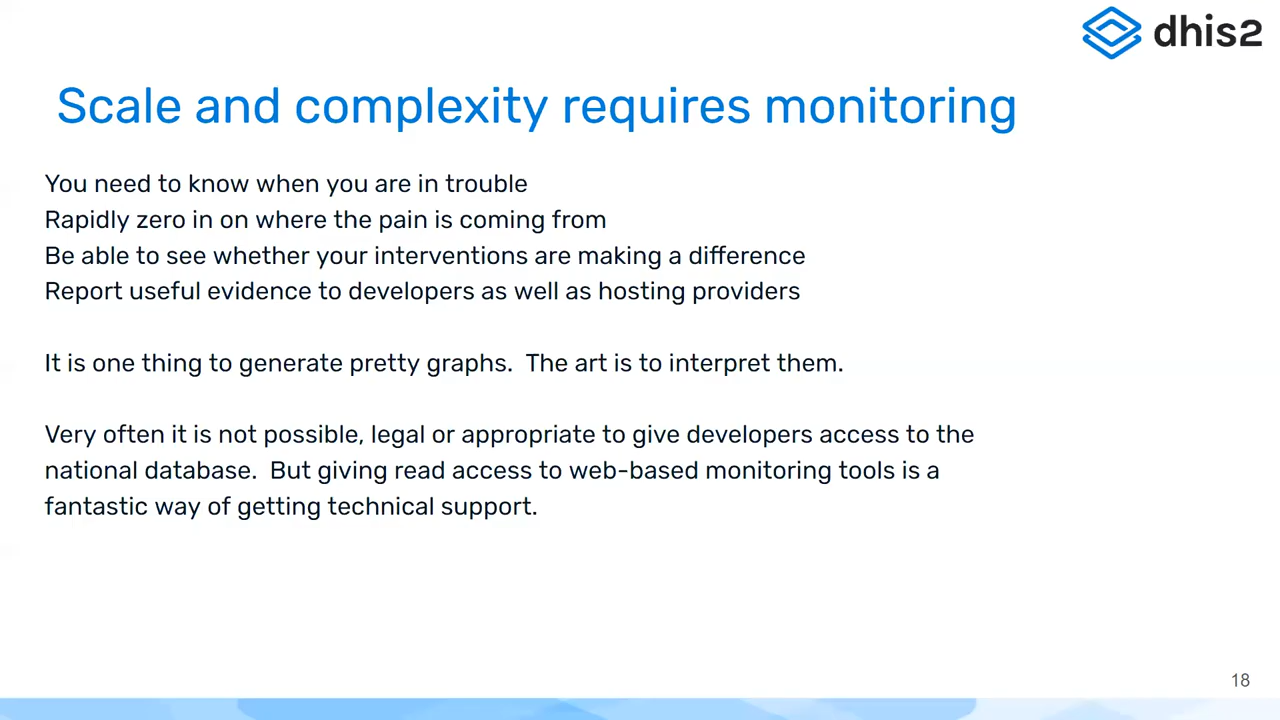 dhis2
Scale and complexity requires monitoring
You need to know when you are in trouble
Rapidly zero in on where the pain is coming from
Be able to see whether your interventions are making a difference
Report useful evidence to developers as well as hosting providers
It is one thing to generate pretty graphs.  The art is to interpret them.
Very often it is not possible, legal or appropriate to give developers access to the
national database.  But giving read access to web-based monitoring tools is a
fantastic way of getting technical support.
18